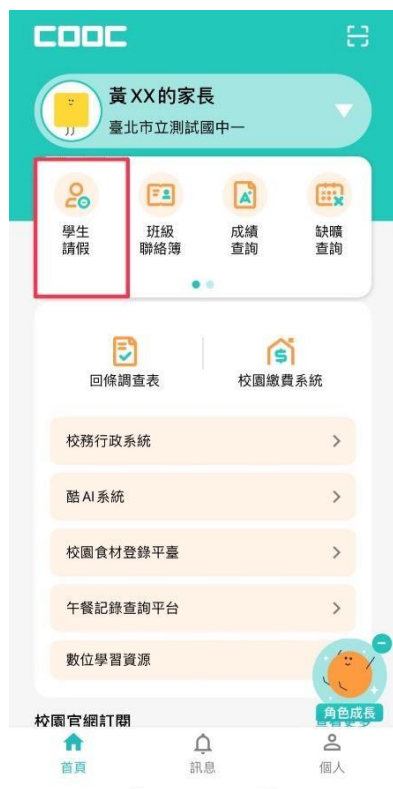 COOC
黃XX的家長
臺北市立測試國中一
學生
請假
班級
聯絡簿
成績
查詢
缺曠
查詢
回條調查表
校園繳費系統
校務行政系統
酷AI系統
校園食材登錄平臺
午餐記錄查詢平台
數位學習資源
角色成長
校園官網訂閱
首頁
訊息
個人